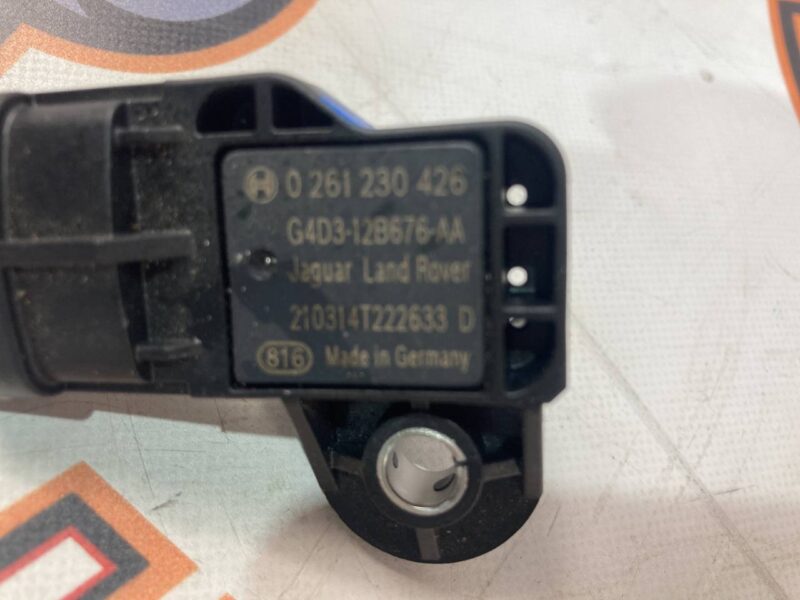 0 261 230 426
G4D3-12B676-AA
Jaguar Land Rover
210314T222633 D
816 Made in Germany